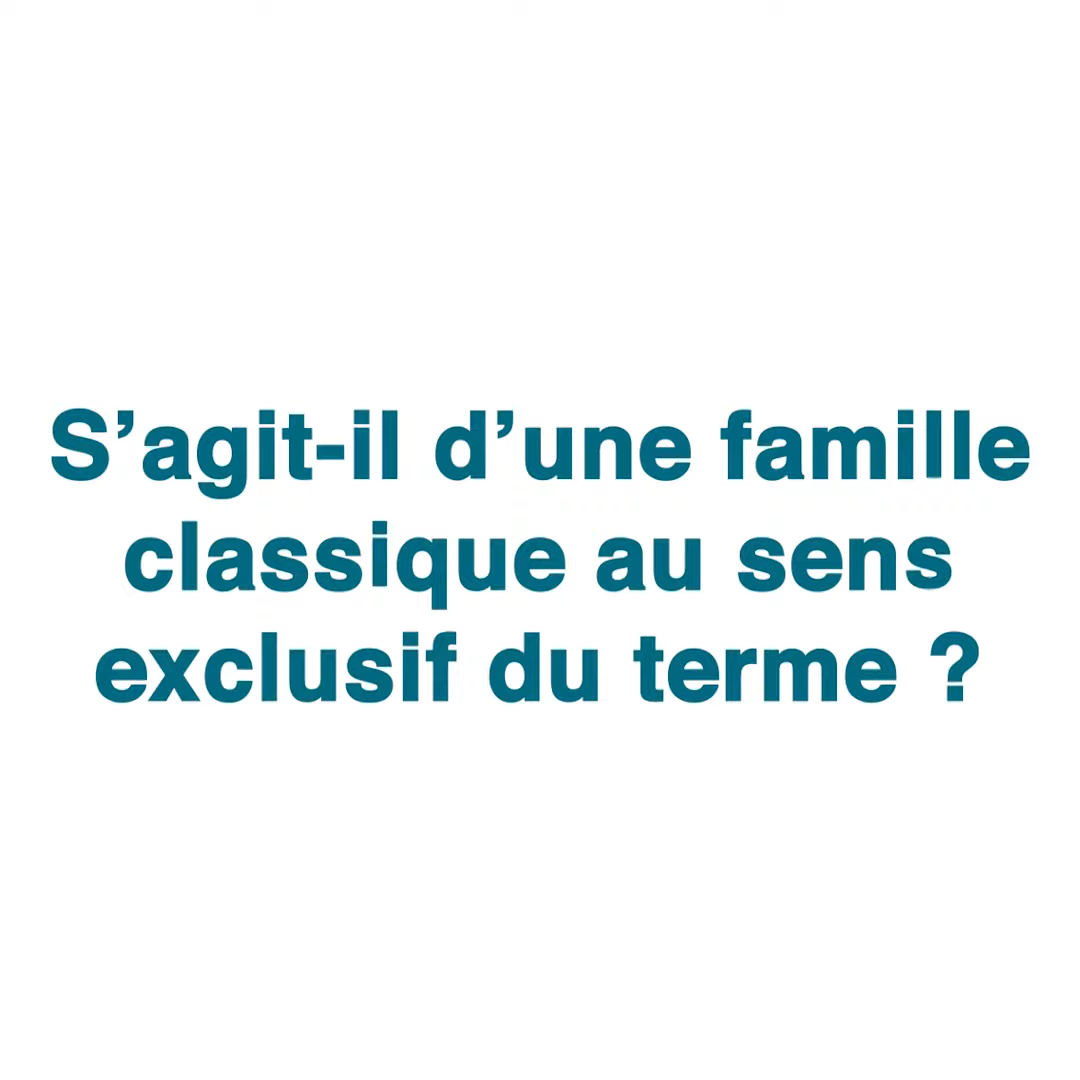 S’agit-il d’une famille
classique au sens
exclusif du terme ?